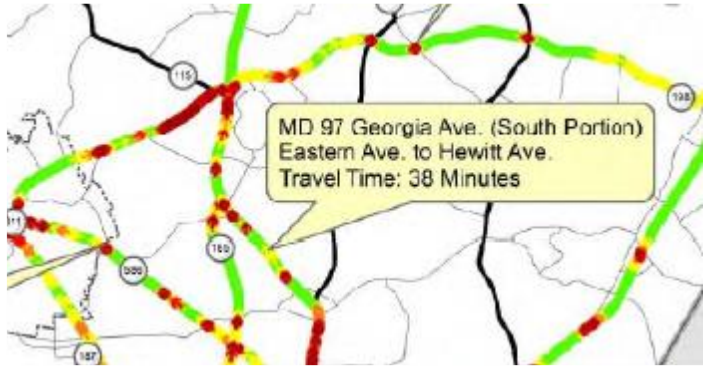 115
198
MD 97 Georgia Ave. (South Portion)
Eastern Ave. to Hewitt Ave.
Travel Time: 38 Minutes
911
185
586
187